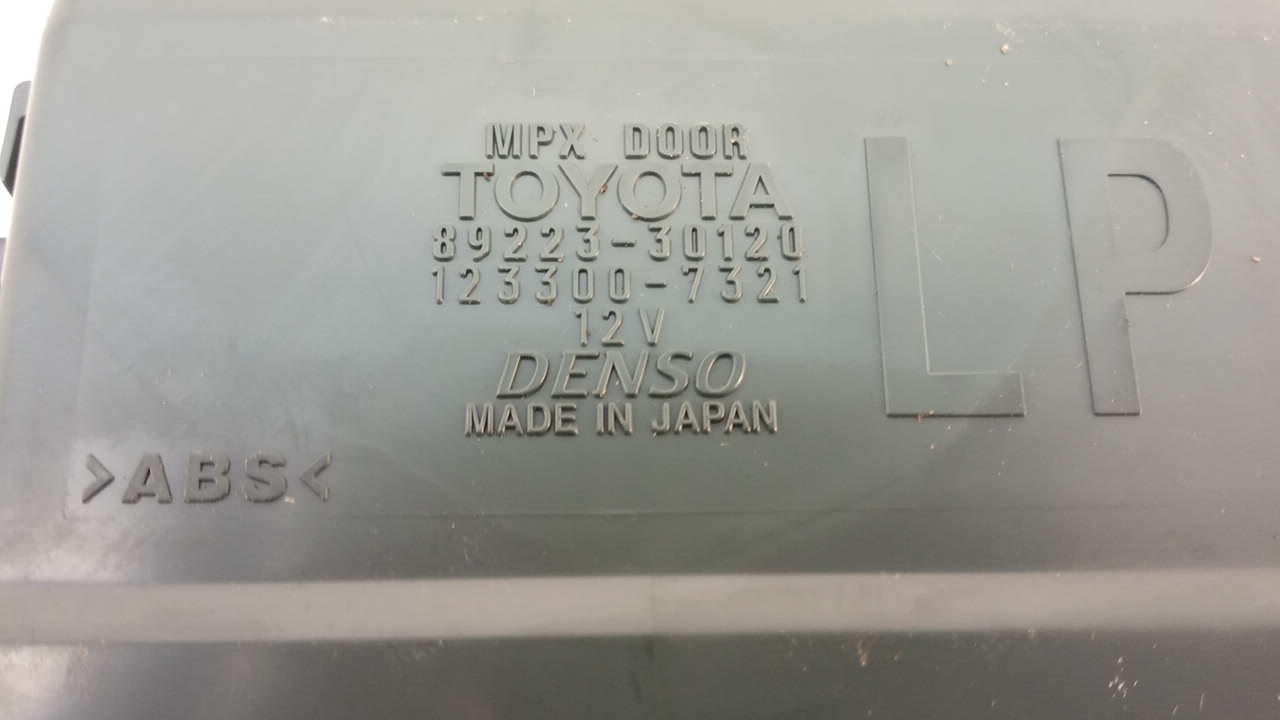 MPX DOOR
TOYOTA
89223-30120
123300-7321
12V
DENSO
MADE IN JAPAN
LP
>ABS<